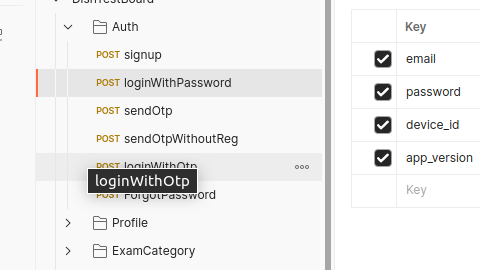 Auth
POST signup
POST loginWithPassword
POST sendOtp
POST sendOtpWithoutReg
POST loginWithOtp
loginWithOtp
POST ForgotPassword
Profile
ExamCategory
Key
email
password
device_id
app_version
Key